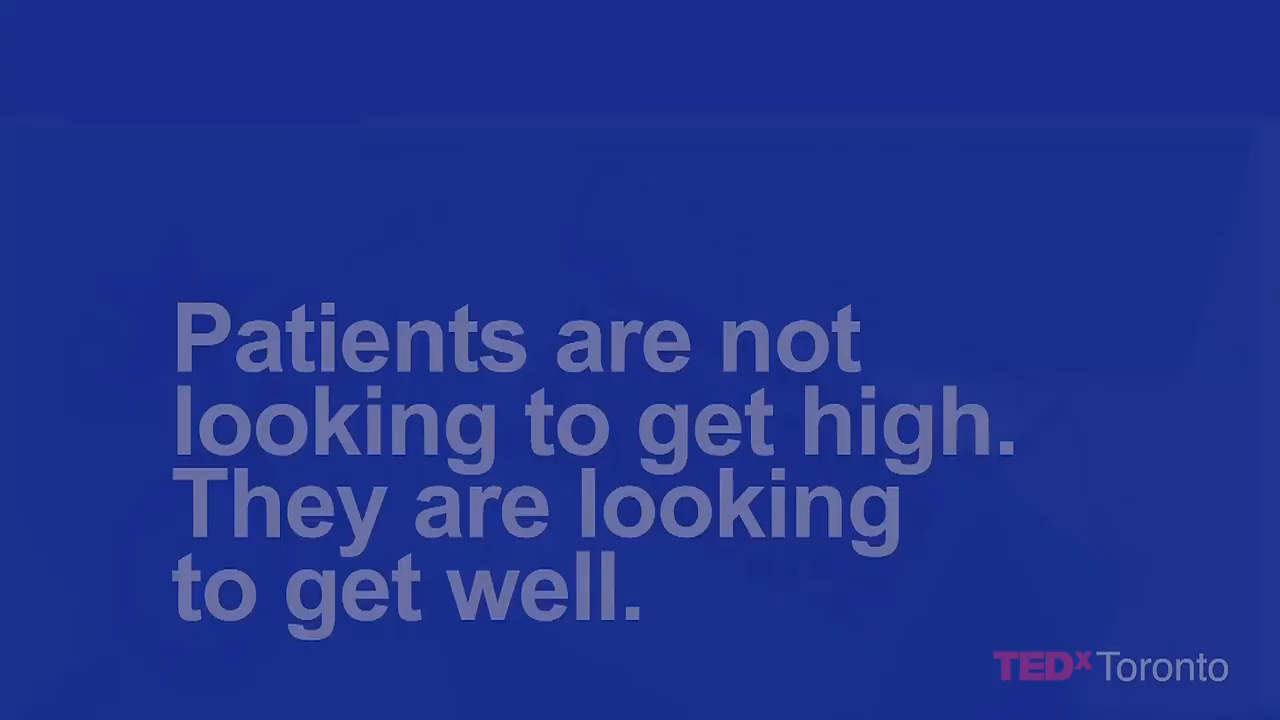 Patients are not
looking to get high.
They are looking
to get well.
TEDx Toronto